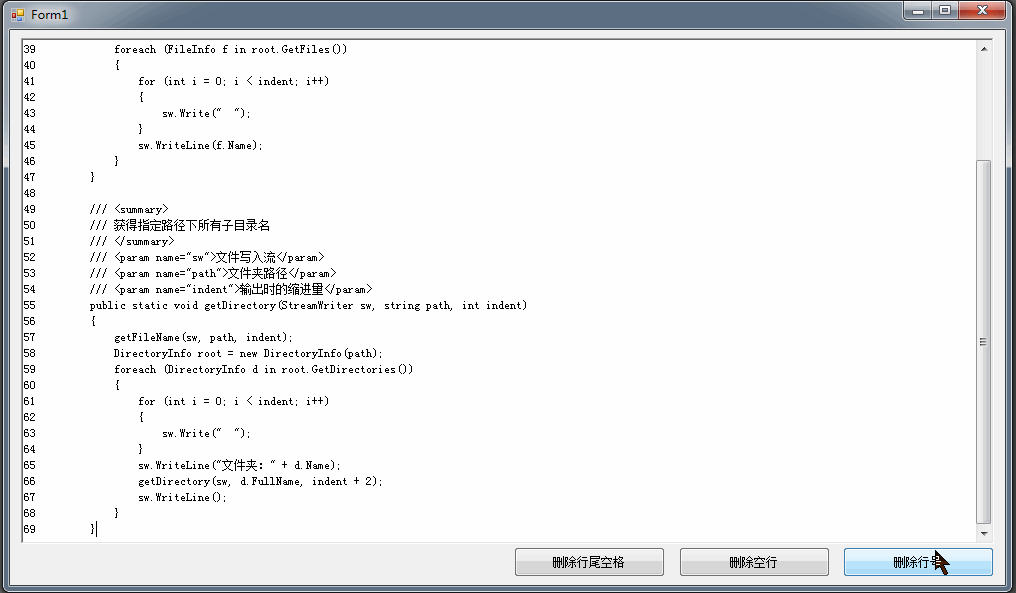 Form1
39 foreach (FileInfo f in root.GetFiles())
40 {
41 for (int i = 0; i < indent; i++)
42 {
43 sw.Write("  ");
44 }
45 sw.WriteLine(f.Name);
46 }
47 }
48
49 /// <summary>
50 /// 获得指定路径下所有子目录名
51 /// </summary>
52 /// <param name="sw">文件写入流</param>
53 /// <param name="path">文件夹路径</param>
54 /// <param name="indent">输出时的缩进量</param>
55 public static void getDirectory(StreamWriter sw, string path, int indent)
56 {
57 getFileName(sw, path, indent);
58 DirectoryInfo root = new DirectoryInfo(path);
59 foreach (DirectoryInfo d in root.GetDirectories())
60 {
61 for (int i = 0; i < indent; i++)
62 {
63 sw.Write("  ");
64 }
65 sw.WriteLine("文件夹：" + d.Name);
66 getDirectory(sw, d.FullName, indent + 2);
67 sw.WriteLine();
68 }
69 }
删除行尾空格 删除空行 删除行号